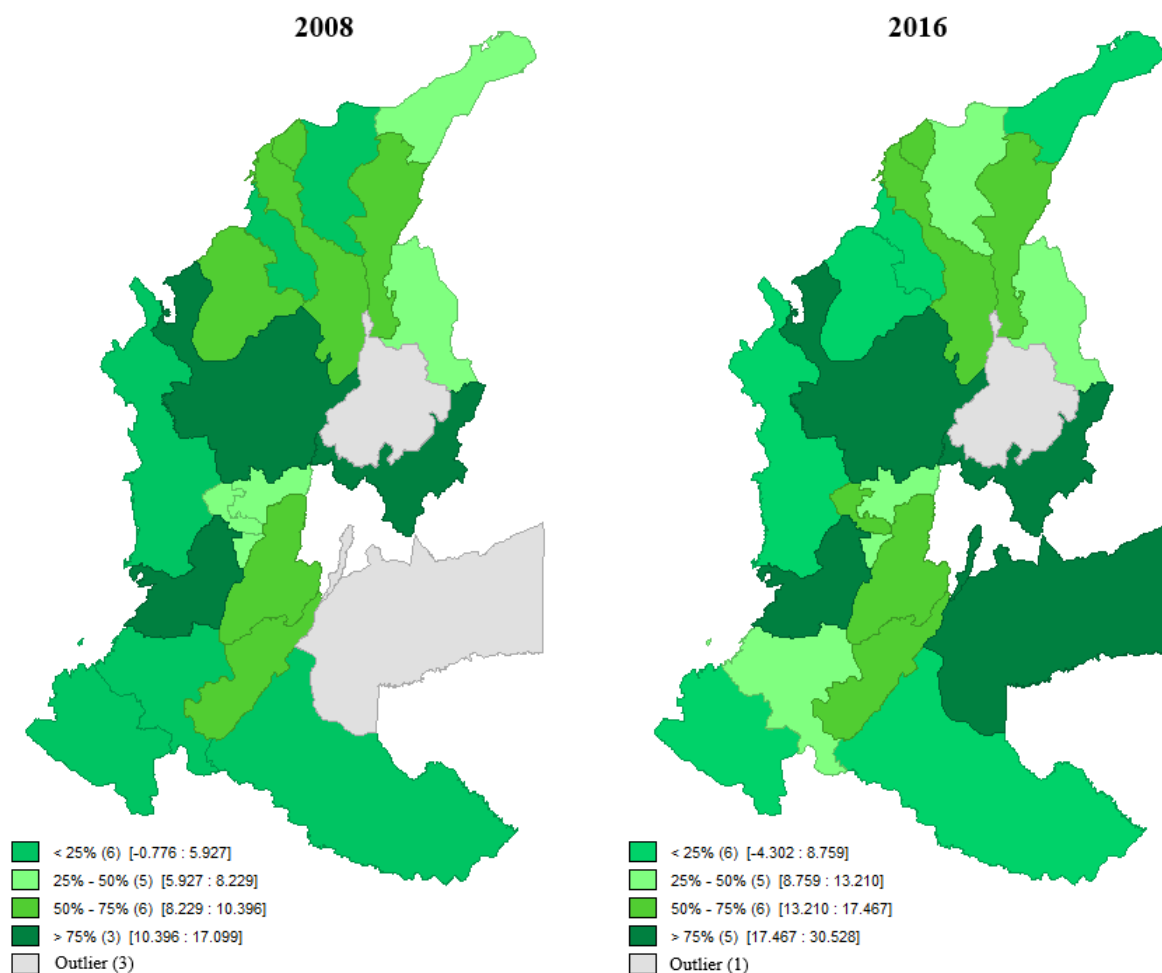 2008
2016
< 25% (6) [-0.776 : 5.927]
25% - 50% (5) [5.927 : 8.229]
50% - 75% (6) [8.229 : 10.396]
> 75% (3) [10.396 : 17.099]
Outlier (3)
< 25% (6) [-4.302 : 8.759]
25% - 50% (5) [8.759 : 13.210]
50% - 75% (6) [13.210 : 17.467]
> 75% (5) [17.467 : 30.528]
Outlier (1)